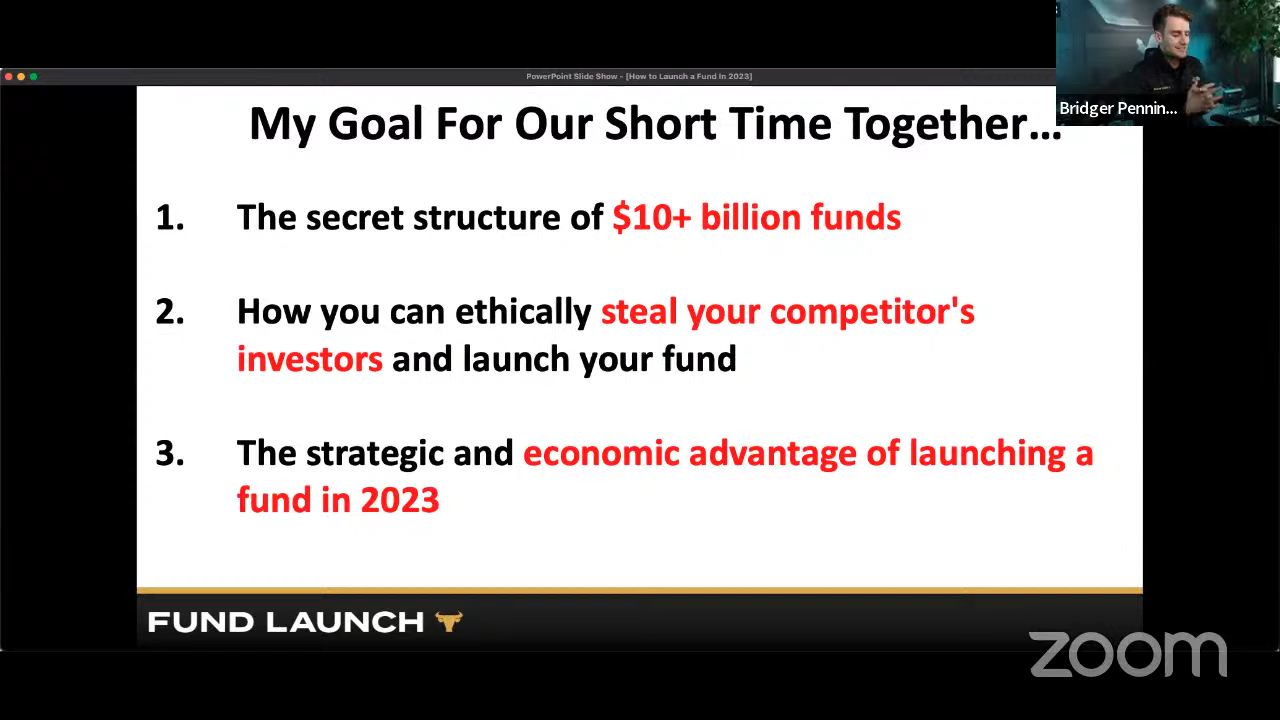 PowerPoint Slide Show - [How to Launch a Fund In 2023]
Bridger Pennin...
My Goal For Our Short Time Together...
1. The secret structure of $10+ billion funds
2. How you can ethically steal your competitor's
investors and launch your fund
3. The strategic and economic advantage of launching a
fund in 2023
FUND LAUNCH
zoom